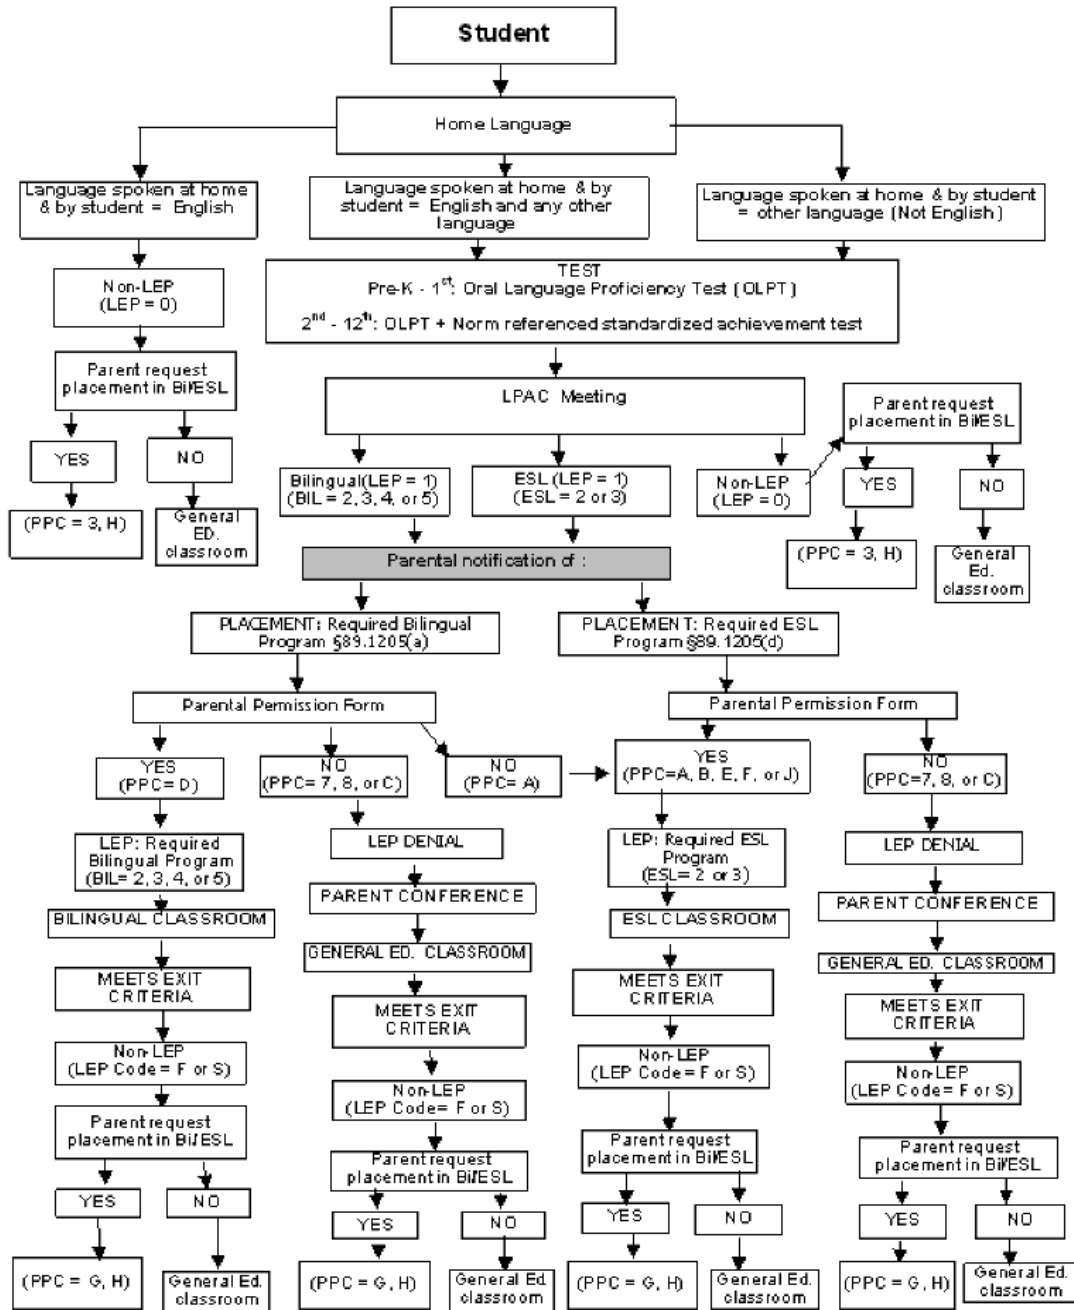 Student
Home Language
Language spoken at home
& by student = English
Language spoken at home & by
student = English and any other
language
Language spoken at home & by student
= other language (Not English)
TEST
Pre-K - 1st: Oral Language Proficiency Test (OLPT)
2nd - 12th: OLPT + Norm referenced standardized achievement test
Non-LEP
(LEP = 0)
Parent request
placement in Bil/ESL
YES
NO
(PPC = 3, H)
General
ED.
classroom
LPAC Meeting
Bilingual(LEP = 1)
(BIL = 2, 3, 4, or 5)
ESL (LEP = 1)
(ESL = 2 or 3)
Non-LEP
(LEP = 0)
Parent request
placement in Bil/ESL
YES
NO
(PPC = 3, H)
General
Ed.
classroom
Parental notification of :
PLACEMENT: Required Bilingual
Program §89.1205(a)
PLACEMENT: Required ESL
Program §89.1205(d)
Parental Permission Form
Parental Permission Form
YES
(PPC= D)
NO
(PPC= 7, 8, or C)
NO
(PPC= A)
YES
(PPC=A, B, E, F, or J)
NO
(PPC=7, 8, or C)
LEP: Required
Bilingual Program
(BIL= 2, 3, 4, or 5)
BILINGUAL CLASSROOM
MEETS EXIT
CRITERIA
Non-LEP
(LEP Code= F or S)
Parent request
placement in Bil/ESL
YES
NO
(PPC = G, H)
General Ed.
classroom
LEP DENIAL
PARENT CONFERENCE
GENERAL ED. CLASSROOM
MEETS EXIT
CRITERIA
Non-LEP
(LEP Code= F or S)
Parent request
placement in Bil/ESL
YES
NO
(PPC = G, H)
General Ed.
classroom
LEP: Required ESL
Program
(ESL= 2 or 3)
ESL CLASSROOM
MEETS EXIT
CRITERIA
Non-LEP
(LEP Code= F or S)
Parent request
placement in Bil/ESL
YES
NO
(PPC = G, H)
General Ed.
classroom
LEP DENIAL
PARENT CONFERENCE
GENERAL ED. CLASSROOM
MEETS EXIT
CRITERIA
Non-LEP
(LEP Code= F or S)
Parent request
placement in Bil/ESL
YES
NO
(PPC = G, H)
General Ed.
classroom